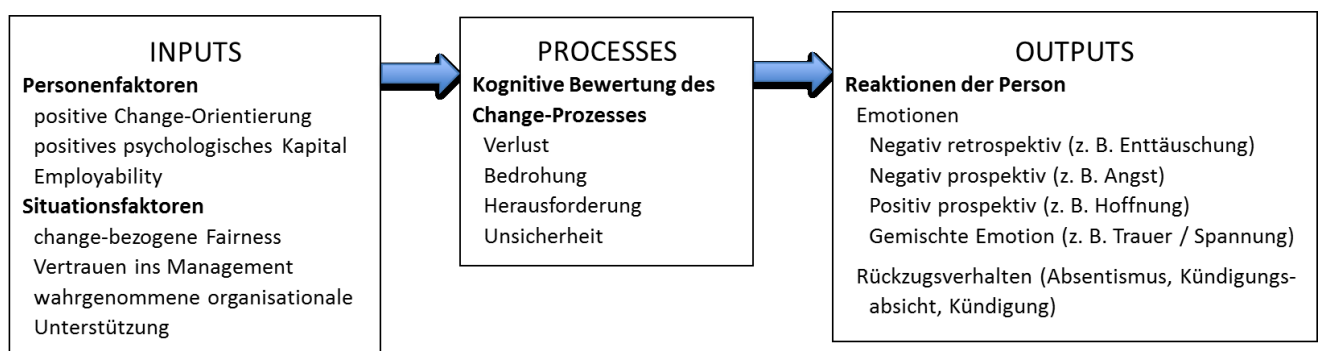 INPUTS
Personenfaktoren
positive Change-Orientierung
positives psychologisches Kapital
Employability
Situationsfaktoren
change-bezogene Fairness
Vertrauen ins Management
wahrgenommene organisationale
Unterstützung
PROCESSES
Kognitive Bewertung des
Change-Prozesses
Verlust
Bedrohung
Herausforderung
Unsicherheit
OUTPUTS
Reaktionen der Person
Emotionen
Negativ retrospektiv (z. B. Enttäuschung)
Negativ prospektiv (z. B. Angst)
Positiv prospektiv (z. B. Hoffnung)
Gemischte Emotion (z. B. Trauer / Spannung)
Rückzugsverhalten (Absentismus, Kündigungs-
absicht, Kündigung)